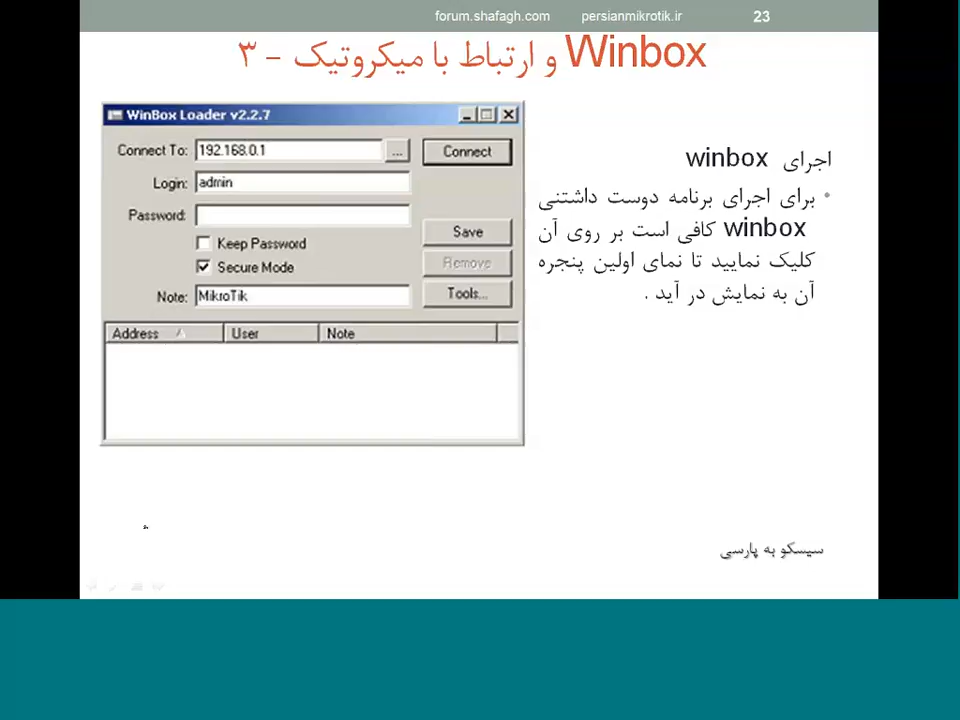 forum.shafagh.com persianmikrotik.ir 23
Winbox و ارتباط با میکروتیک - ۳
WinBox Loader v2.2.7
Connect To: 192.168.0.1 ... Connect
Login: admin
Password:
Save
Keep Password
Secure Mode
Remove
Note: MikroTik
Tools...
Address User Note
اجرای winbox
• برای اجرای برنامه دوست داشتنی
winbox کافی است بر روی آن
کلیک نمایید تا نمای اولین پنجره
آن به نمایش در آید .
سیسکو به پارسی